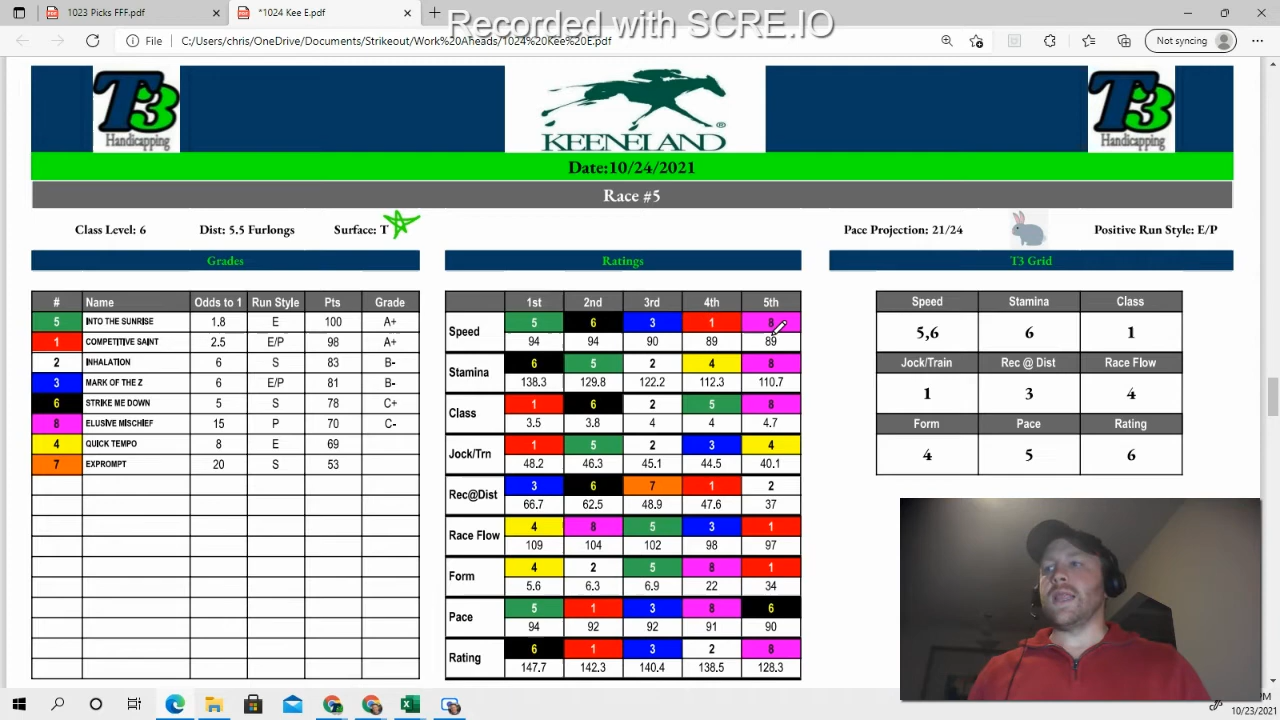 1023 Picks FFF.pdf
*1024 Kee E.pdf
Recorded with SCRE.IO
File C:/Users/chris/OneDrive/Documents/Strikeout/Work%20Aheads/1024%20Kee%20E.pdf Not syncing
T3 Handicapping
KEENELAND
T3 Handicapping
Date:10/24/2021
Race #5
Class Level: 6 Dist: 5.5 Furlongs Surface: T Pace Projection: 21/24 Positive Run Style: E/P
Grades
# Name Odds to 1 Run Style Pts Grade
5 INTO THE SUNRISE 1.8 E 100 A+
1 COMPETITIVE SAINT 2.5 E/P 98 A+
2 INHALATION 6 S 83 B-
3 MARK OF THE Z 6 E/P 81 B-
6 STRIKE ME DOWN 5 S 78 C+
8 ELUSIVE MISCHIEF 15 P 70 C-
4 QUICK TEMPO 8 E 69
7 EXPROMPT 20 S 53
Ratings
1st 2nd 3rd 4th 5th
Speed 5 6 3 1 8
94 94 90 89 89
Stamina 6 5 2 4 8
138.3 129.8 122.2 112.3 110.7
Class 1 6 2 5 8
3.5 3.8 4 4 4.7
Jock/Trn 1 5 2 3 4
48.2 46.3 45.1 44.5 40.1
Rec@Dist 3 6 7 1 2
66.7 62.5 48.9 47.6 37
Race Flow 4 8 5 3 1
109 104 102 98 97
Form 4 2 5 8 1
5.6 6.3 6.9 22 34
Pace 5 1 3 8 6
94 92 92 91 90
Rating 6 1 3 2 8
147.7 142.3 140.4 138.5 128.3
T3 Grid
Speed Stamina Class
5,6 6 1
Jock/Train Rec @ Dist Race Flow
1 3 4
Form Pace Rating
4 5 6
10/23/2021